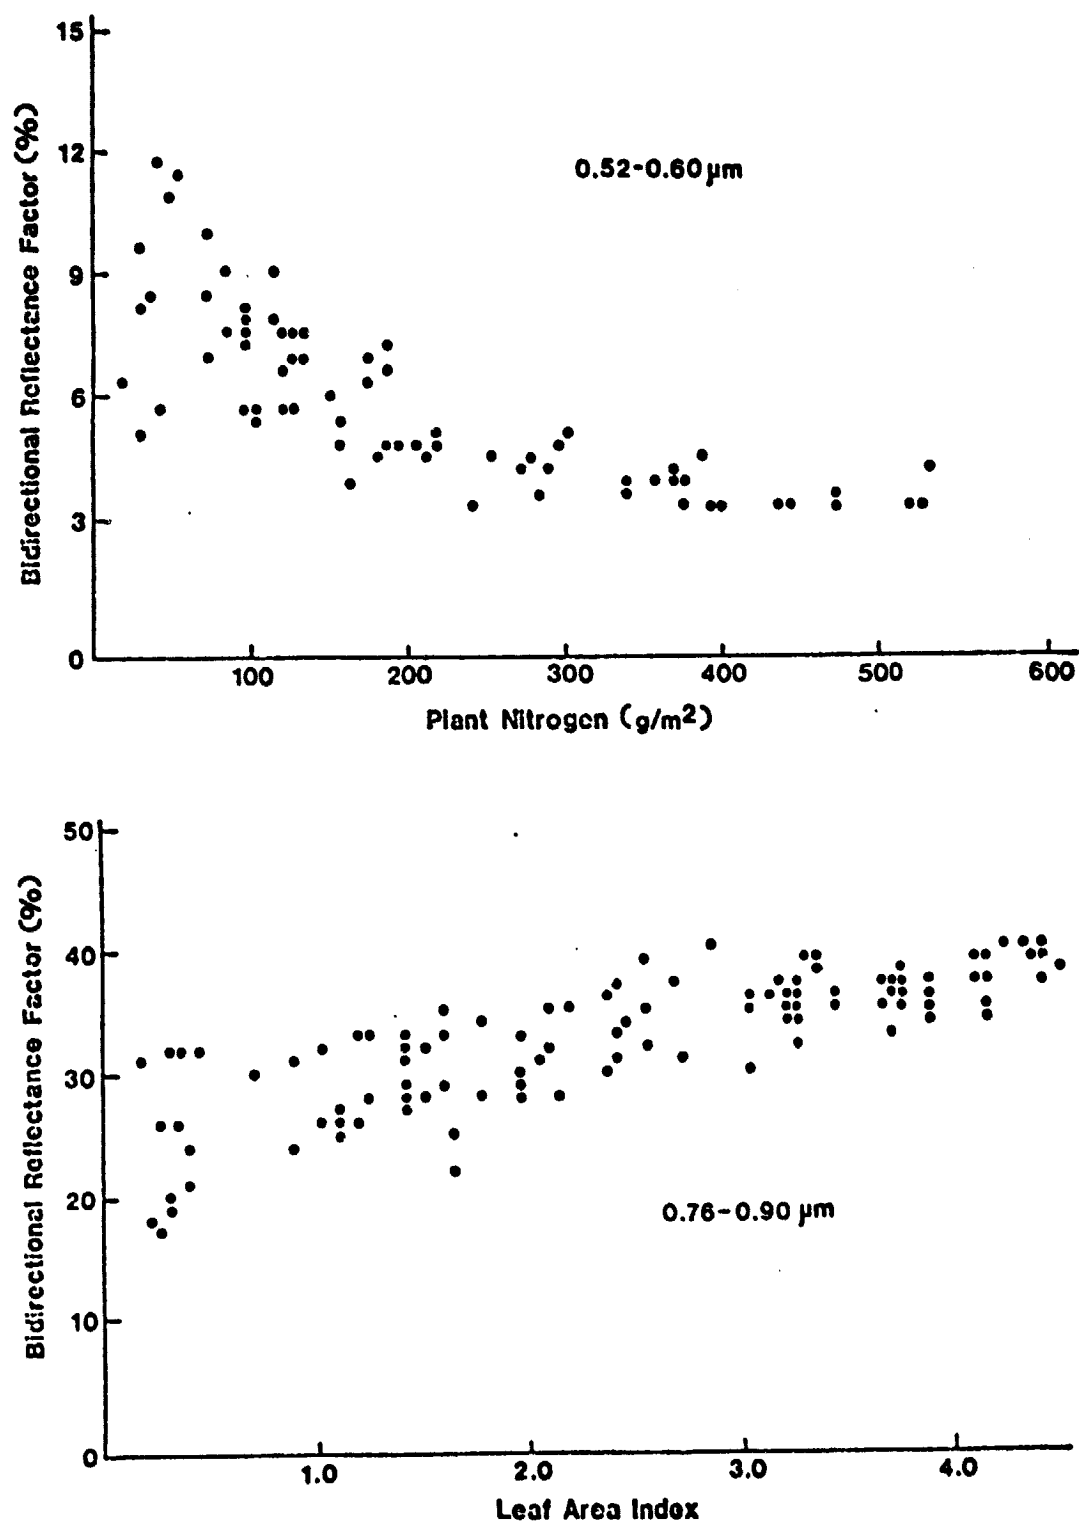 15
12
9
6
3
0
Bidirectional Reflectance Factor (%)
0.52-0.60 µm
100 200 300 400 500 600
Plant Nitrogen (g/m²)
50
40
30
20
10
0
Bidirectional Reflectance Factor (%)
0.76-0.90 µm
1.0 2.0 3.0 4.0
Leaf Area Index